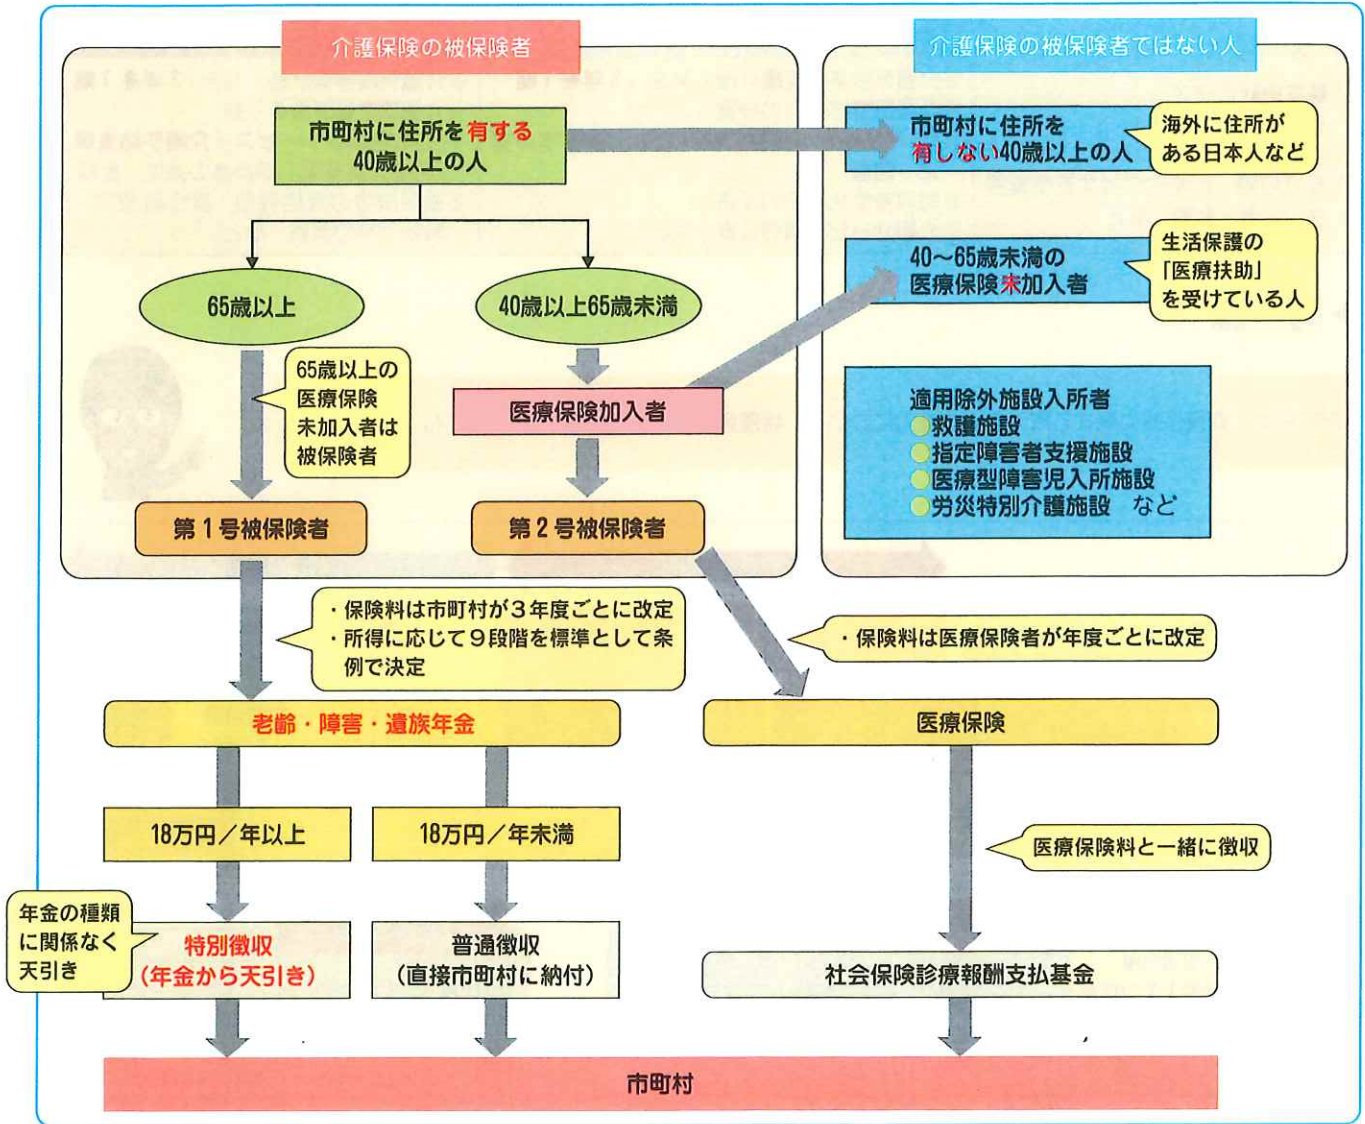 介護保険の被保険者
介護保険の被保険者ではない人
市町村に住所を有する
40歳以上の人
市町村に住所を
有しない40歳以上の人
海外に住所が
ある日本人など
40～65歳未満の
医療保険未加入者
生活保護の
「医療扶助」
を受けている人
65歳以上
40歳以上65歳未満
65歳以上の
医療保険
未加入者は
被保険者
医療保険加入者
適用除外施設入所者
●救護施設
●指定障害者支援施設
●医療型障害児入所施設
●労災特別介護施設 など
第1号被保険者
第2号被保険者
・保険料は市町村が3年度ごとに改定
・所得に応じて9段階を標準として条
例で決定
・保険料は医療保険者が年度ごとに改定
老齢・障害・遺族年金
医療保険
18万円／年以上
18万円／年未満
医療保険料と一緒に徴収
年金の種類
に関係なく
天引き
特別徴収
（年金から天引き）
普通徴収
（直接市町村に納付）
社会保険診療報酬支払基金
市町村